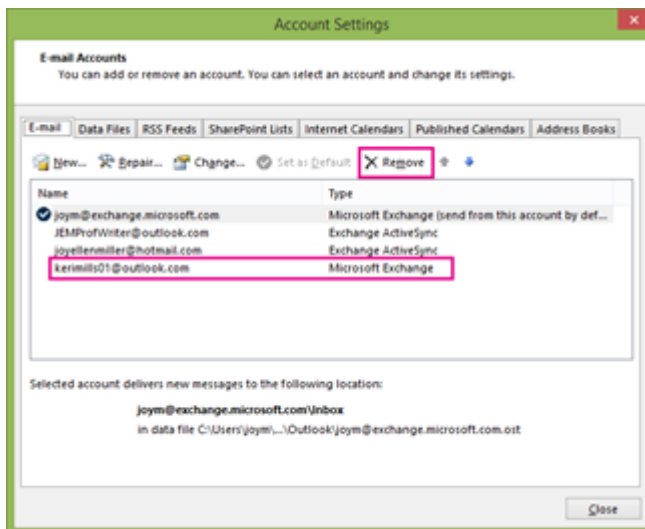 Account Settings
E-mail Accounts
You can add or remove an account. You can select an account and change its settings.
E-mail Data Files RSS Feeds SharePoint Lists Internet Calendars Published Calendars Address Books
New... Repair... Change... Set as Default Remove
Name Type
joym@exchange.microsoft.com Microsoft Exchange (send from this account by def...
JEMProfWriter@outlook.com Exchange ActiveSync
joyellenmiller@hotmail.com Exchange ActiveSync
kerimills01@outlook.com Microsoft Exchange
Selected account delivers new messages to the following location:
joym@exchange.microsoft.com\Inbox
in data file C:\Users\joym\...\Outlook\joym@exchange.microsoft.com.ost
Close